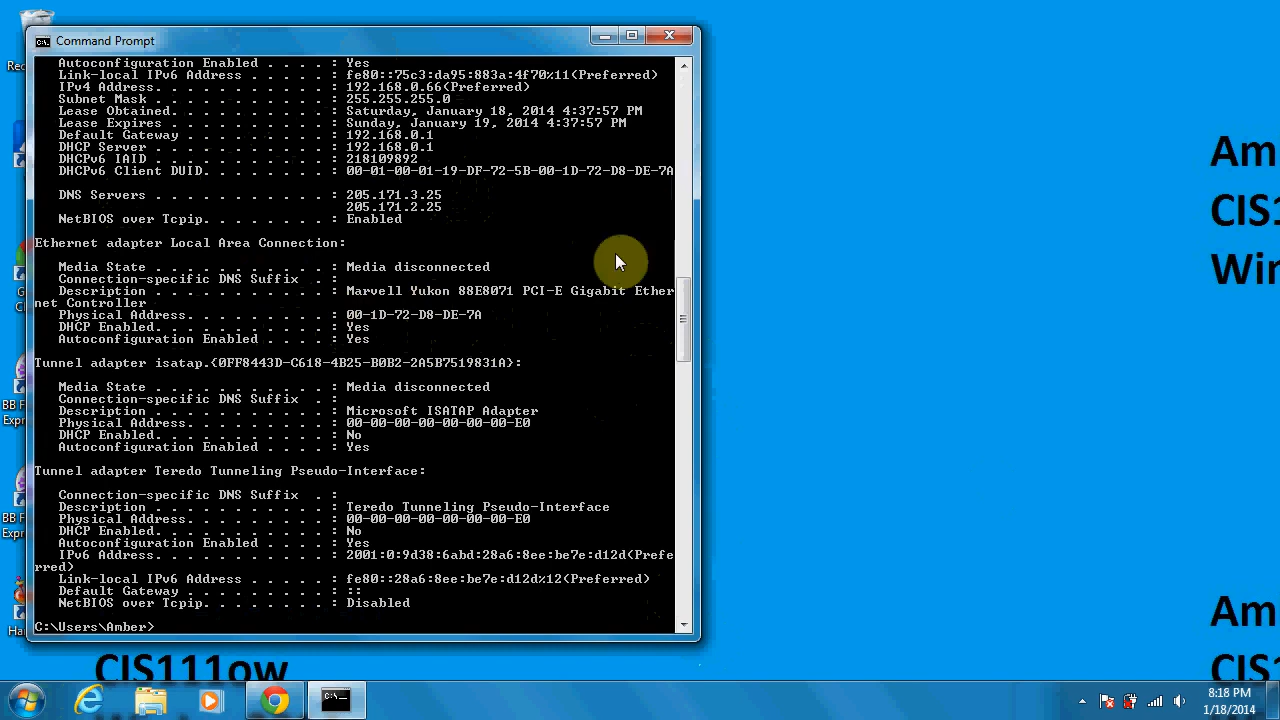 Command Prompt
Autoconfiguration Enabled . . . . : Yes
Link-local IPv6 Address . . . . . : fe80::75c3:da95:883a:4f70%11(Preferred)
IPv4 Address. . . . . . . . . . . : 192.168.0.66(Preferred)
Subnet Mask . . . . . . . . . . . : 255.255.255.0
Lease Obtained. . . . . . . . . . : Saturday, January 18, 2014 4:37:57 PM
Lease Expires . . . . . . . . . . : Sunday, January 19, 2014 4:37:57 PM
Default Gateway . . . . . . . . . : 192.168.0.1
DHCP Server . . . . . . . . . . . : 192.168.0.1
DHCPv6 IAID . . . . . . . . . . . : 218109892
DHCPv6 Client DUID. . . . . . . . : 00-01-00-01-19-DF-72-5B-00-1D-72-D8-DE-7A
DNS Servers . . . . . . . . . . . : 205.171.3.25
205.171.2.25
NetBIOS over Tcpip. . . . . . . . : Enabled
Ethernet adapter Local Area Connection:
Media State . . . . . . . . . . . : Media disconnected
Connection-specific DNS Suffix  . :
Description . . . . . . . . . . . : Marvell Yukon 88E8071 PCI-E Gigabit Ether
net Controller
Physical Address. . . . . . . . . : 00-1D-72-D8-DE-7A
DHCP Enabled. . . . . . . . . . . : Yes
Autoconfiguration Enabled . . . . : Yes
Tunnel adapter isatap.{0FF8443D-C618-4B25-B0B2-2A5B7519831A}:
Media State . . . . . . . . . . . : Media disconnected
Connection-specific DNS Suffix  . :
Description . . . . . . . . . . . : Microsoft ISATAP Adapter
Physical Address. . . . . . . . . : 00-00-00-00-00-00-00-E0
DHCP Enabled. . . . . . . . . . . : No
Autoconfiguration Enabled . . . . : Yes
Tunnel adapter Teredo Tunneling Pseudo-Interface:
Connection-specific DNS Suffix  . :
Description . . . . . . . . . . . : Teredo Tunneling Pseudo-Interface
Physical Address. . . . . . . . . : 00-00-00-00-00-00-00-E0
DHCP Enabled. . . . . . . . . . . : No
Autoconfiguration Enabled . . . . : Yes
IPv6 Address. . . . . . . . . . . : 2001:0:9d38:6abd:28a6:8ee:be7e:d12d(Prefe
rred)
Link-local IPv6 Address . . . . . : fe80::28a6:8ee:be7e:d12d%12(Preferred)
Default Gateway . . . . . . . . . : ::
NetBIOS over Tcpip. . . . . . . . : Disabled
C:\Users\Amber>
Rec
G
C
BB F
Expr
BB F
Expr
Ha
Am
CIS1
Wir
Am
CIS1
CIS111ow
8:18 PM
1/18/2014